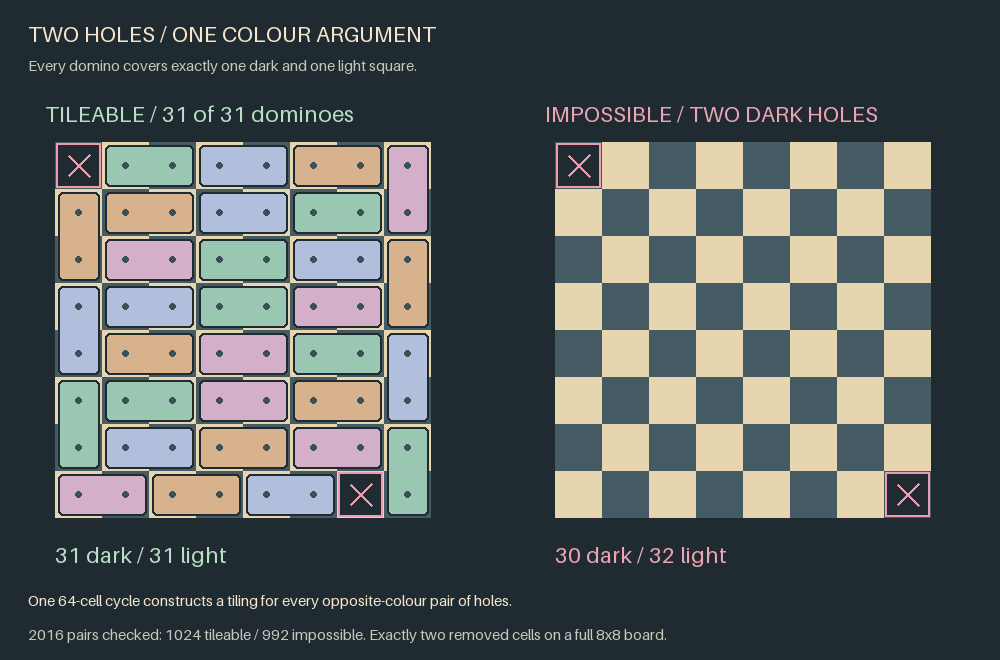 TWO HOLES / ONE COLOUR ARGUMENT
Every domino covers exactly one dark and one light square.
TILEABLE / 31 of 31 dominoes
IMPOSSIBLE / TWO DARK HOLES
31 dark / 31 light
30 dark / 32 light
One 64-cell cycle constructs a tiling for every opposite-colour pair of holes.
2016 pairs checked: 1024 tileable / 992 impossible. Exactly two removed cells on a full 8x8 board.